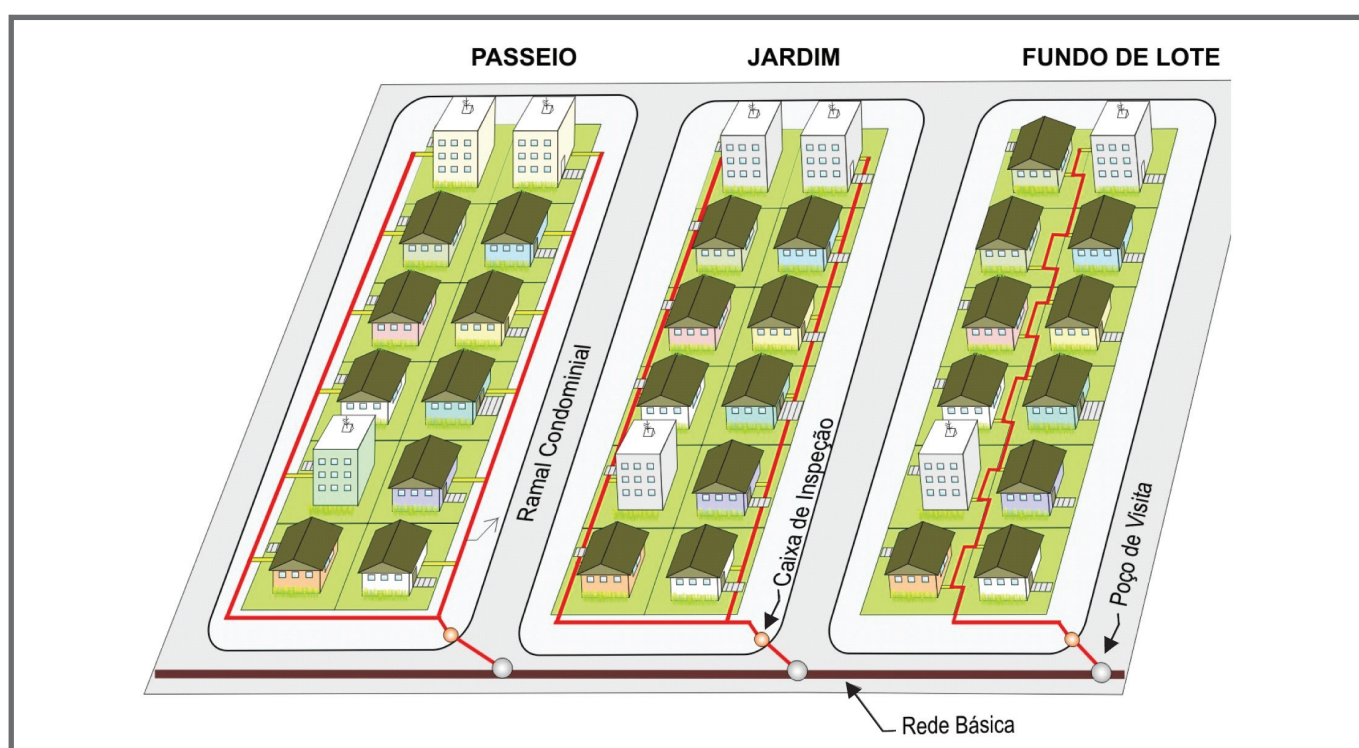 PASSEIO
JARDIM
FUNDO DE LOTE
Ramal Condominial
Caixa de Inspeção
Poço de Visita
Rede Básica